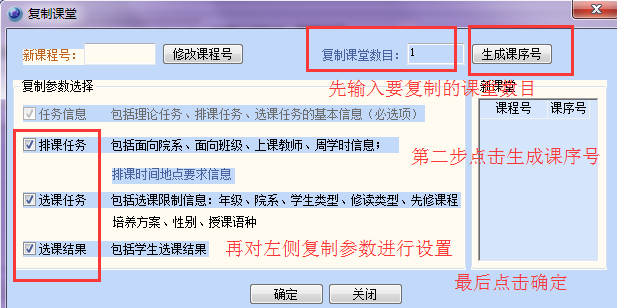 复制课堂
新课程号： 修改课程号 复制课堂数目： 1 生成课序号
复制参数选择 先输入要复制的课堂数目 新课堂
任务信息 包括理论任务、排课任务、选课任务的基本信息（必选项） 课程号 课序号
排课任务 包括面向院系、面向班级、上课教师、周学时信息；
第二步点击生成课序号
排课时间地点要求信息
选课任务 包括选课限制信息：年级、院系、学生类型、修读类型、先修课程
培养方案、性别、授课语种
选课结果 包括学生选课结果 再对左侧复制参数进行设置
最后点击确定
确定 关闭